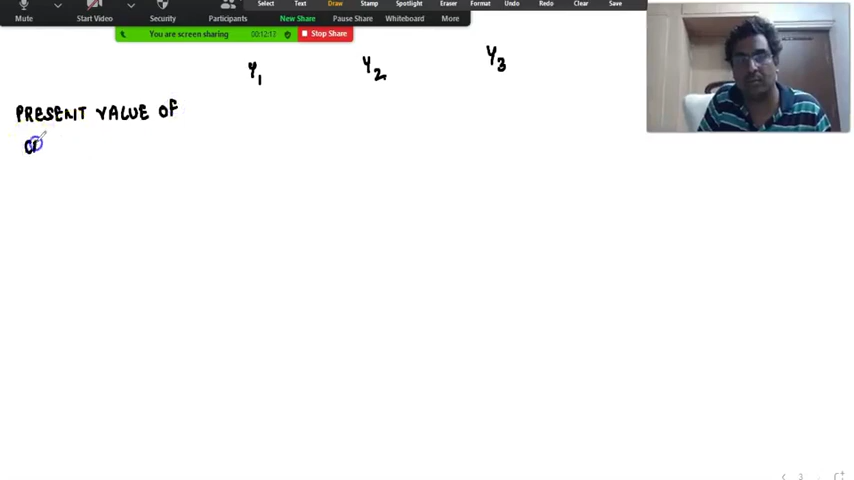 Select Text Draw Stamp Spotlight Eraser Format Undo Redo Clear Save
Mute Start Video Security Participants New Share Pause Share Whiteboard More
You are screen sharing 00:12:17 Stop Share
Y1 Y2 Y3
PRESENT VALUE OF
3